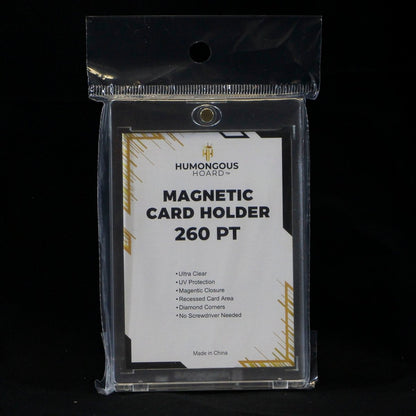 HUMONGOUS
HOARD™
MAGNETIC
CARD HOLDER
260 PT
• Ultra Clear
• UV Protection
• Magentic Closure
• Recessed Card Area
• Diamond Corners
• No Screwdriver Needed
Made in China